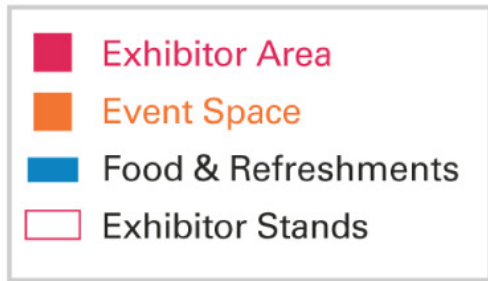 Exhibitor Area
Event Space
Food & Refreshments
Exhibitor Stands